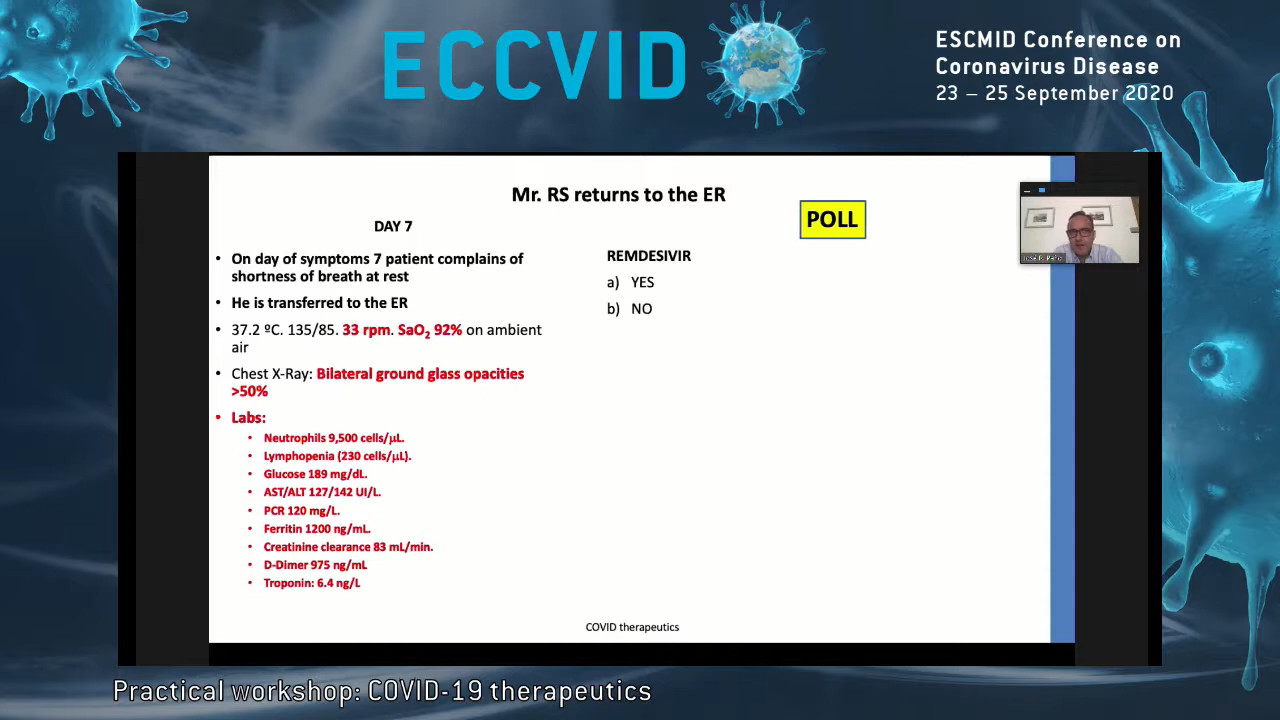 ECCVID
ESCMID Conference on
Coronavirus Disease
23 – 25 September 2020
Mr. RS returns to the ER
POLL
DAY 7
• On day of symptoms 7 patient complains of
shortness of breath at rest
• He is transferred to the ER
• 37.2 ºC. 135/85. 33 rpm. SaO2 92% on ambient
air
• Chest X-Ray: Bilateral ground glass opacities
>50%
• Labs:
• Neutrophils 9,500 cells/µL.
• Lymphopenia (230 cells/µL).
• Glucose 189 mg/dL.
• AST/ALT 127/142 UI/L.
• PCR 120 mg/L.
• Ferritin 1200 ng/mL.
• Creatinine clearance 83 mL/min.
• D-Dimer 975 ng/mL
• Troponin: 6.4 ng/L
REMDESIVIR
a) YES
b) NO
COVID therapeutics
Practical workshop: COVID-19 therapeutics